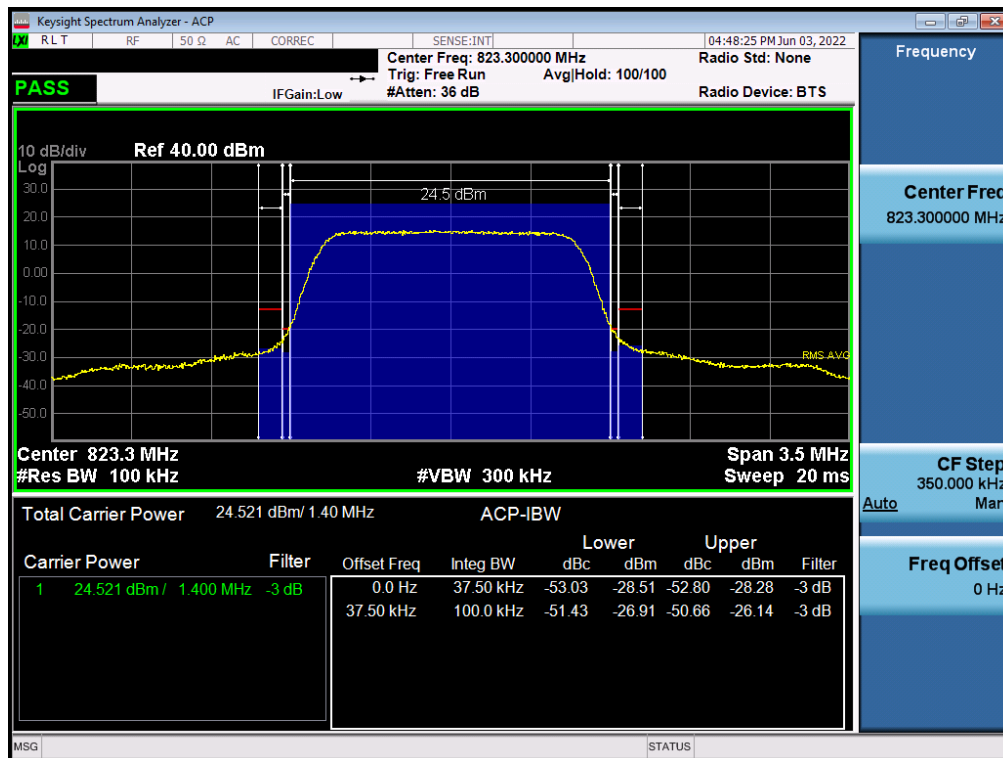 Keysight Spectrum Analyzer - ACP
LXI RLT RF 50 Ω AC CORREC SENSE:INT 04:48:25 PM Jun 03, 2022
Center Freq: 823.300000 MHz Radio Std: None
Trig: Free Run Avg|Hold: 100/100
PASS IFGain:Low #Atten: 36 dB Radio Device: BTS
10 dB/div Ref 40.00 dBm
Log
30.0
24.5 dBm
20.0
10.0
0.00
-10.0
-20.0
-30.0
RMS AVG
-40.0
-50.0
Center 823.3 MHz Span 3.5 MHz
#Res BW 100 kHz #VBW 300 kHz Sweep 20 ms
Total Carrier Power 24.521 dBm/ 1.40 MHz ACP-IBW
Lower Upper
Carrier Power Filter Offset Freq Integ BW dBc dBm dBc dBm Filter
1 24.521 dBm / 1.400 MHz -3 dB 0.0 Hz 37.50 kHz -53.03 -28.51 -52.80 -28.28 -3 dB
37.50 kHz 100.0 kHz -51.43 -26.91 -50.66 -26.14 -3 dB
MSG STATUS
Frequency
Center Freq
823.300000 MHz
CF Step
350.000 kHz
Auto Man
Freq Offset
0 Hz